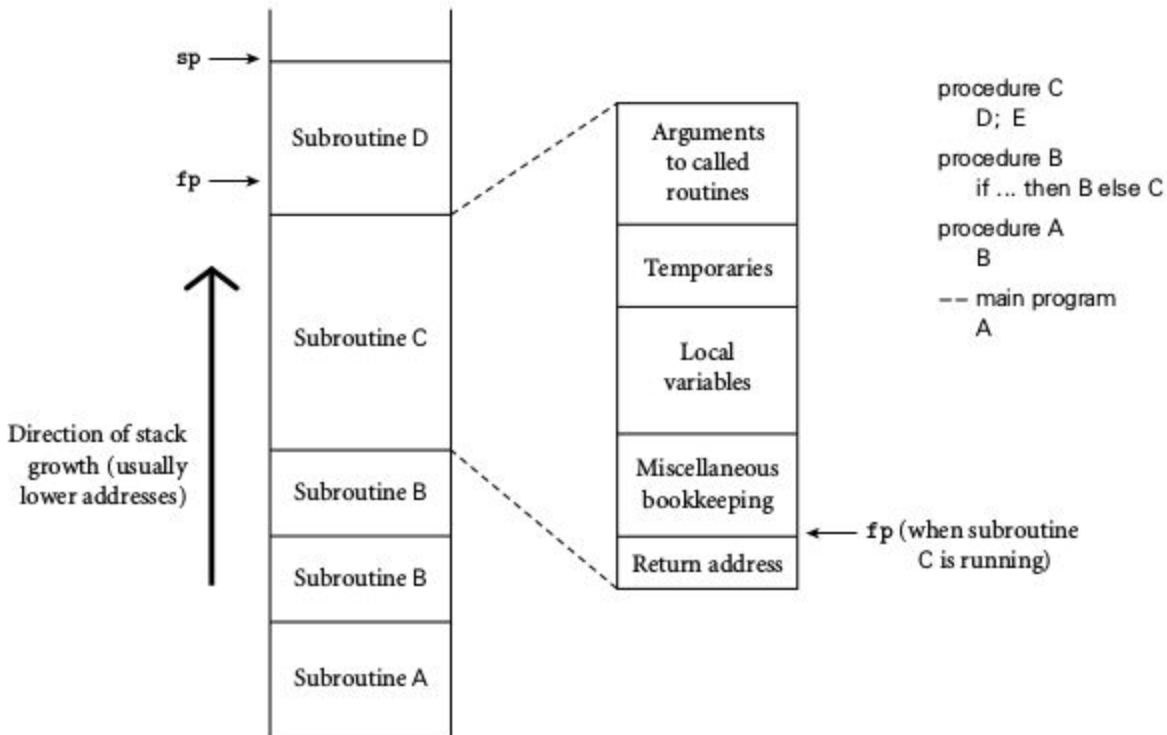 sp
Subroutine D
fp
Subroutine C
Direction of stack
growth (usually
lower addresses)
Subroutine B
Subroutine B
Subroutine A
Arguments
to called
routines
Temporaries
Local
variables
Miscellaneous
bookkeeping
Return address
fp (when subroutine
C is running)
procedure C
D; E
procedure B
if ... then B else C
procedure A
B
-- main program
A